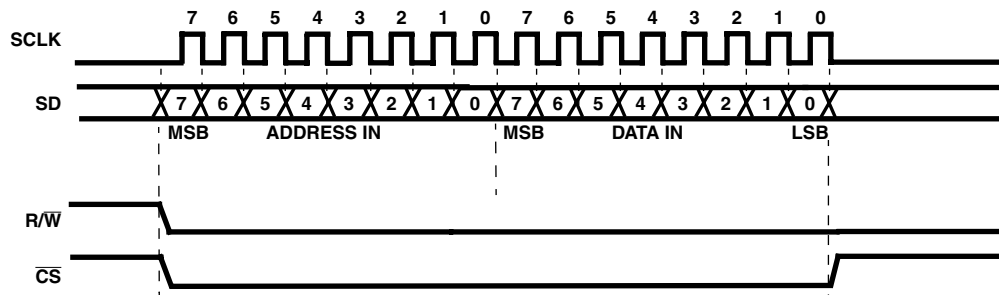 7 6 5 4 3 2 1 0 7 6 5 4 3 2 1 0
SCLK
SD 7 6 5 4 3 2 1 0 7 6 5 4 3 2 1 0
MSB ADDRESS IN MSB DATA IN LSB
R/W̅
C̅S̅